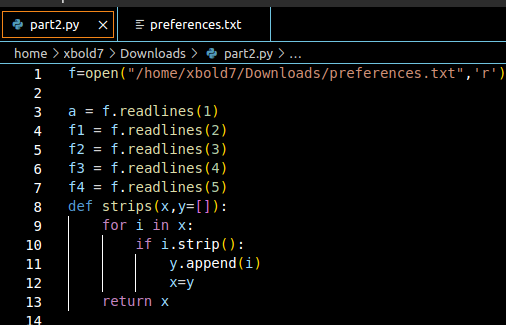 part2.py × preferences.txt
home > xbold7 > Downloads > part2.py > ...
1 f=open("/home/xbold7/Downloads/preferences.txt",'r')
2
3 a = f.readlines(1)
4 f1 = f.readlines(2)
5 f2 = f.readlines(3)
6 f3 = f.readlines(4)
7 f4 = f.readlines(5)
8 def strips(x,y=[]):
9 for i in x:
10 if i.strip():
11 y.append(i)
12 x=y
13 return x
14